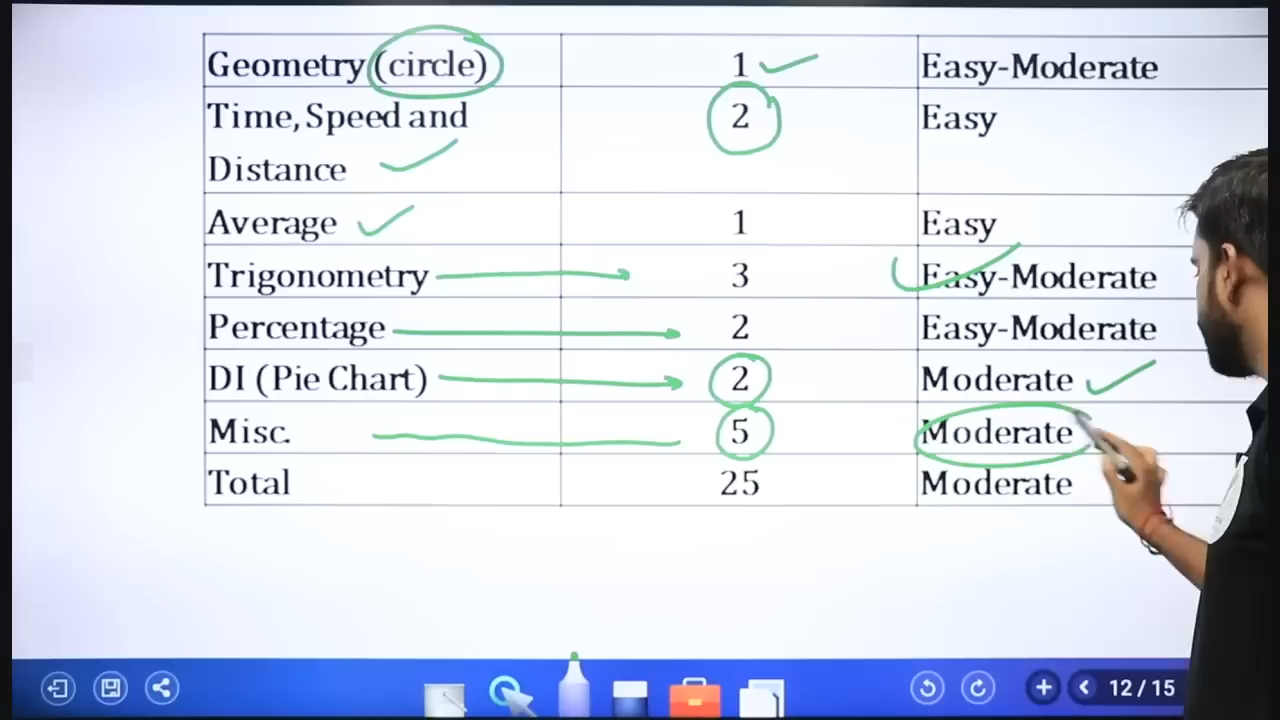 Geometry (circle) 1 Easy-Moderate
Time, Speed and 2 Easy
Distance
Average 1 Easy
Trigonometry 3 Easy-Moderate
Percentage 2 Easy-Moderate
DI (Pie Chart) 2 Moderate
Misc. 5 Moderate
Total 25 Moderate
12 / 15